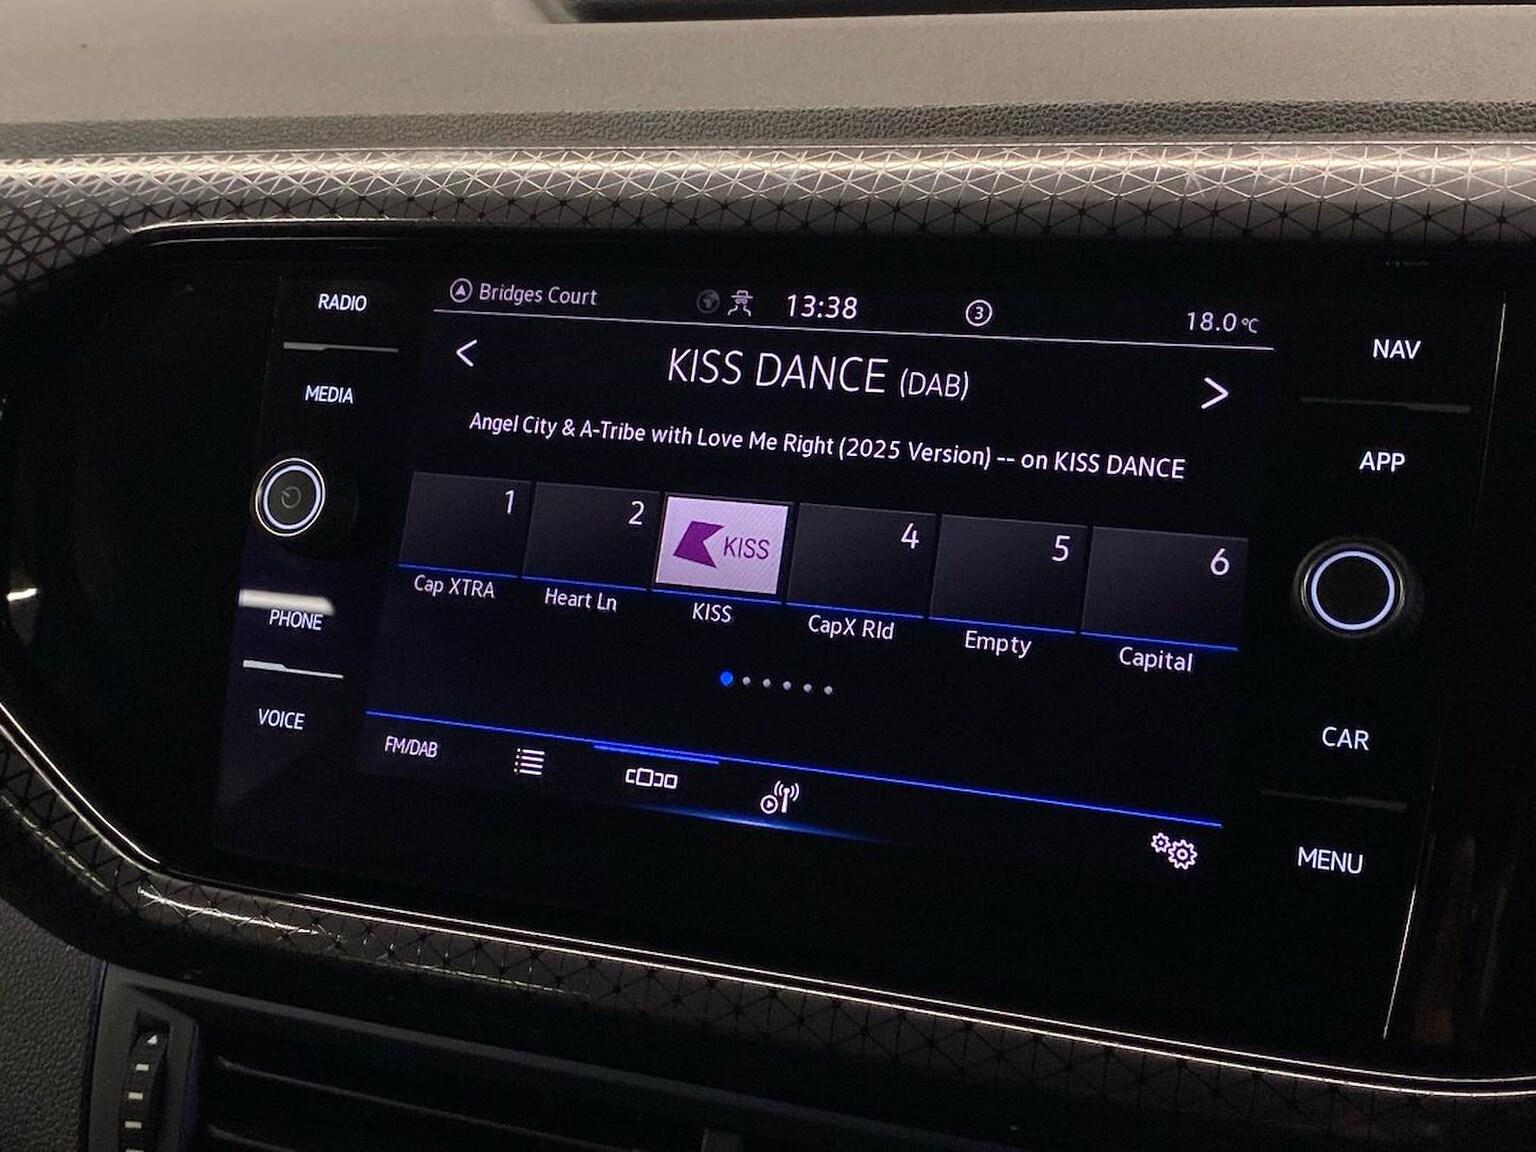 RADIO
MEDIA
PHONE
VOICE
Bridges Court 13:38 3 18.0°C
KISS DANCE (DAB)
Angel City & A-Tribe with Love Me Right (2025 Version) -- on KISS DANCE
1 2 KISS 4 5 6
Cap XTRA Heart Ln KISS CapX Rld Empty Capital
FM/DAB
NAV
APP
CAR
MENU